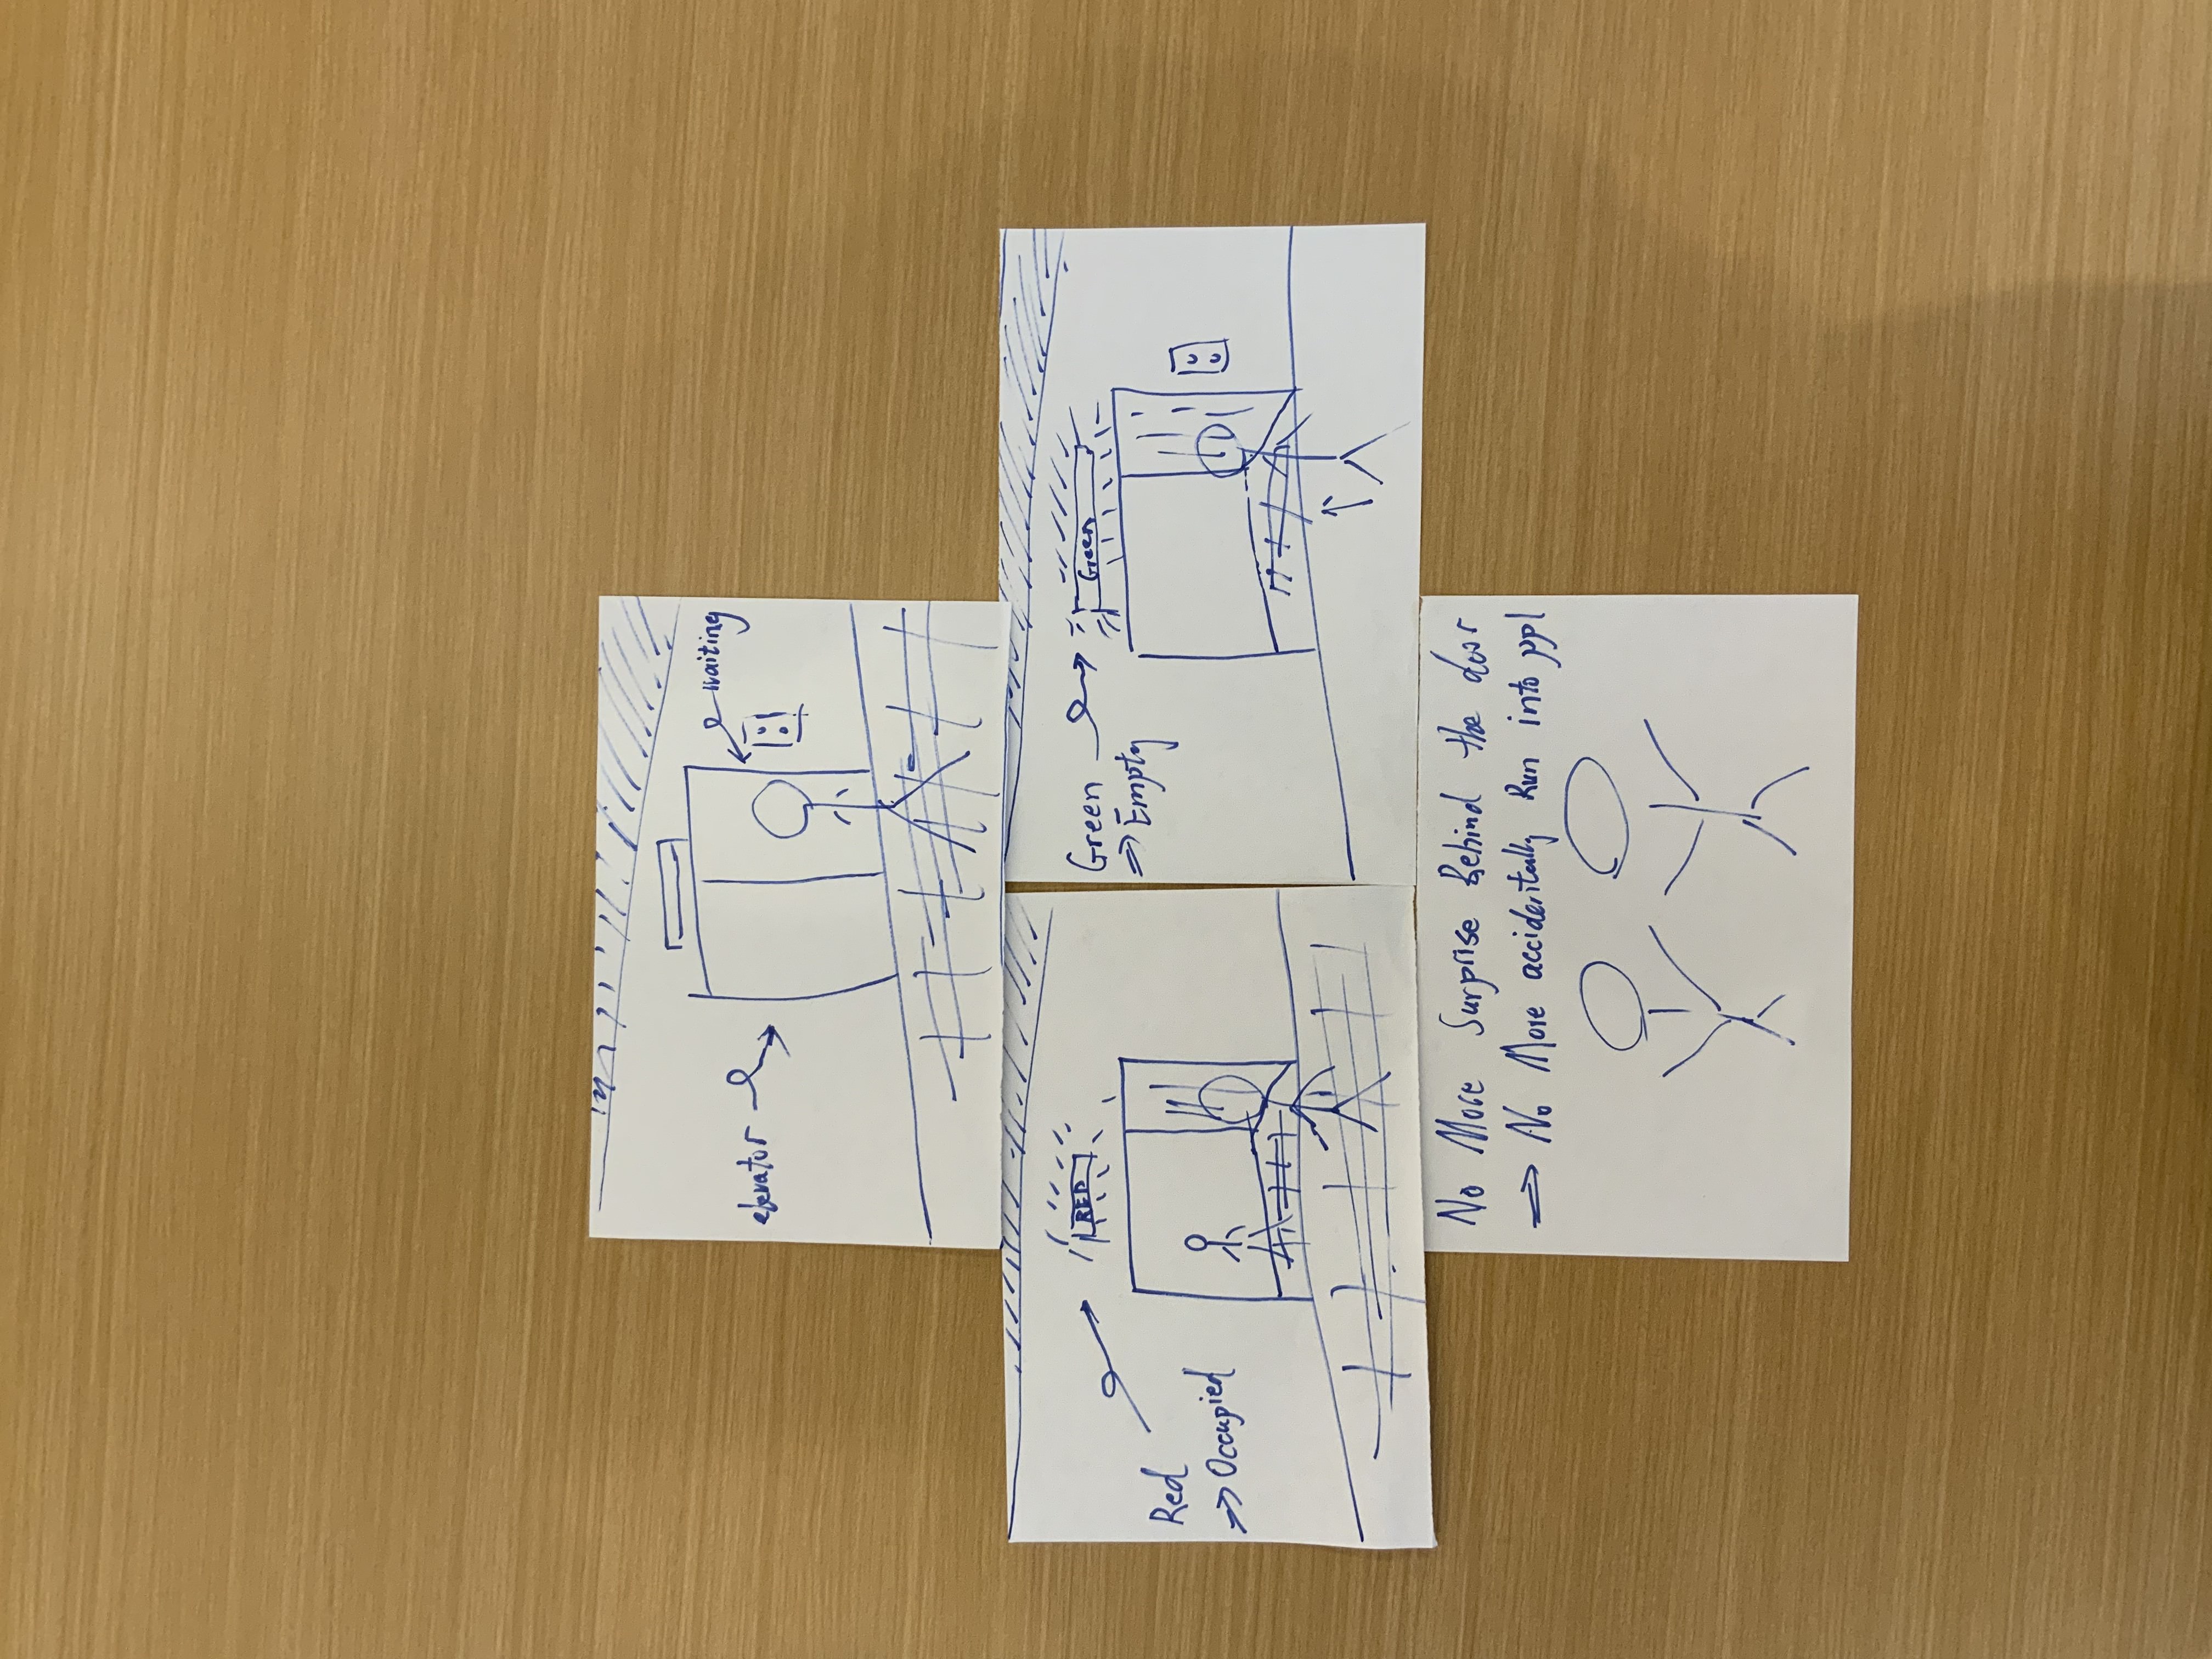 elevator
waiting
RED
Red
⇒ Occupied
Green
Green
⇒ Empty
No More Surprise Behind the door
⇒ No More accidentally Run into ppl